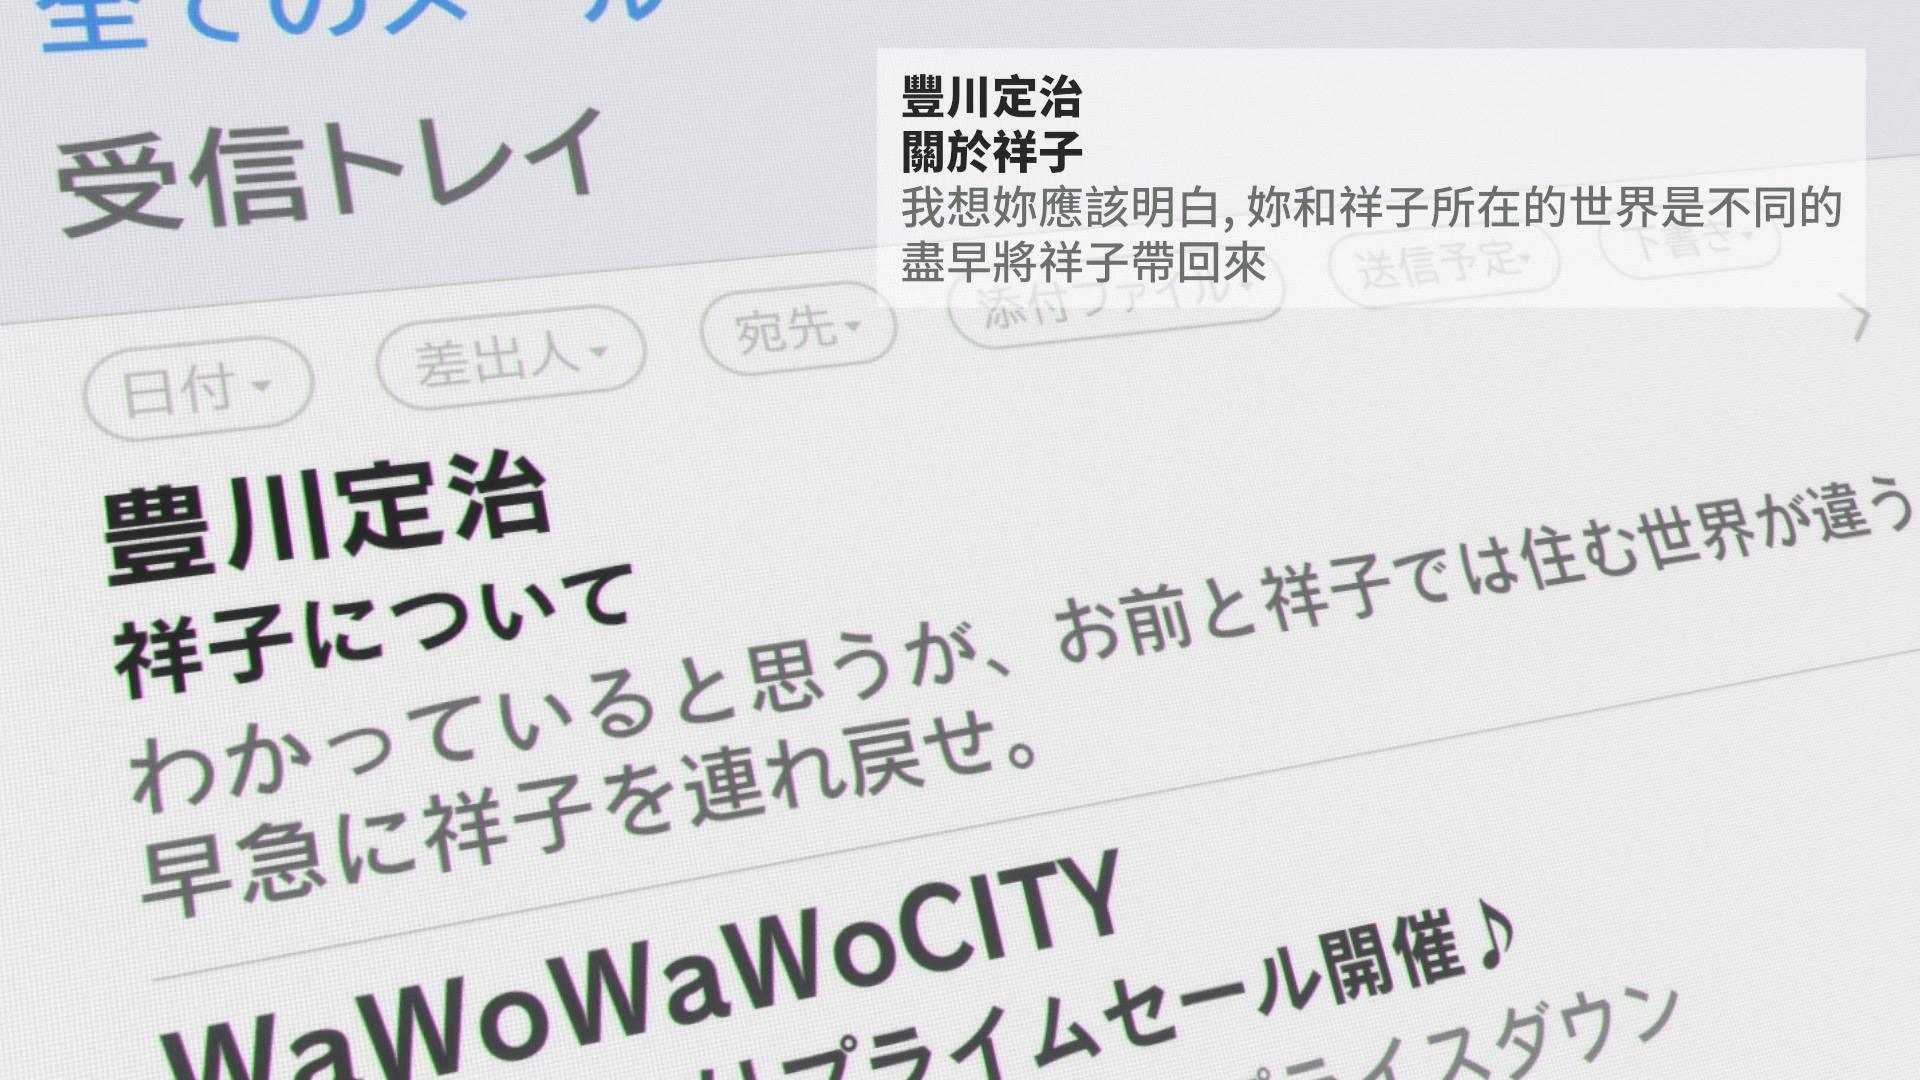 全てのメール
受信トレイ
豐川定治
關於祥子
我想妳應該明白，妳和祥子所在的世界是不同的
盡早將祥子帶回來
日付
差出人
宛先
添付ファイル
送信予定
下書き
豊川定治
祥子について
わかっていると思うが、お前と祥子では住む世界が違う
早急に祥子を連れ戻せ。
WaWoWaWoCITY
プライムセール開催♪
プライスダウン